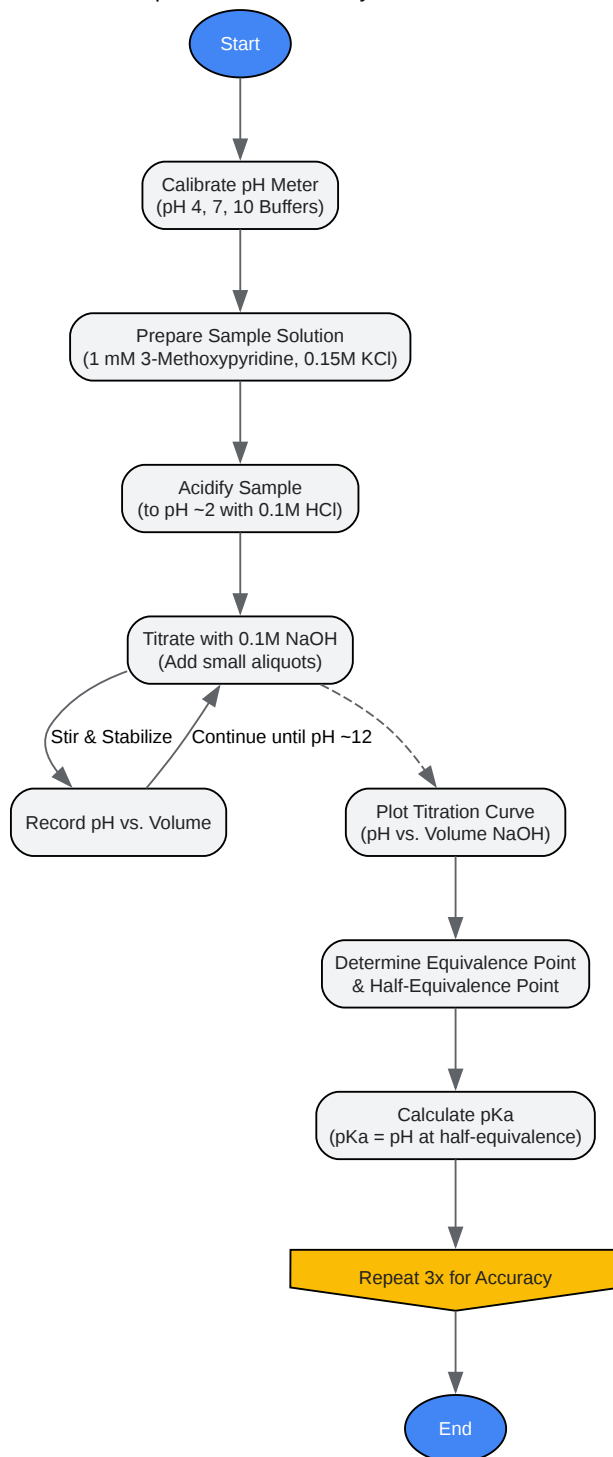 Start
Calibrate pH Meter
(pH 4, 7, 10 Buffers)
Prepare Sample Solution
(1 mM 3-Methoxypyridine, 0.15M KCl)
Acidify Sample
(to pH ~2 with 0.1M HCl)
Titrate with 0.1M NaOH
(Add small aliquots)
Stir & Stabilize
Continue until pH ~12
Record pH vs. Volume
Plot Titration Curve
(pH vs. Volume NaOH)
Determine Equivalence Point
& Half-Equivalence Point
Calculate pKa
(pKa = pH at half-equivalence)
Repeat 3x for Accuracy
End